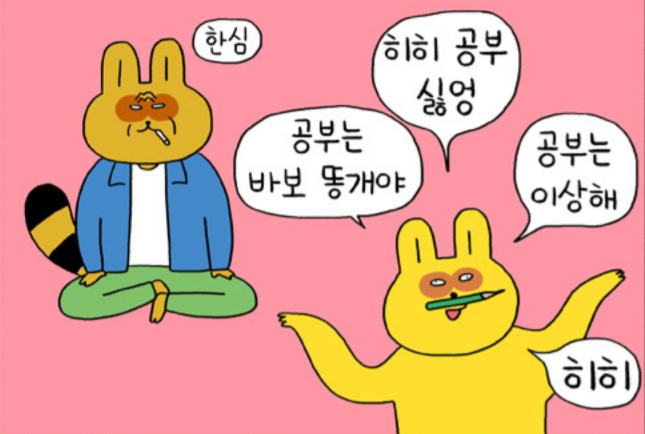 한심
히히 공부
싫엉
공부는
바보 똥개야
공부는
이상해
히히